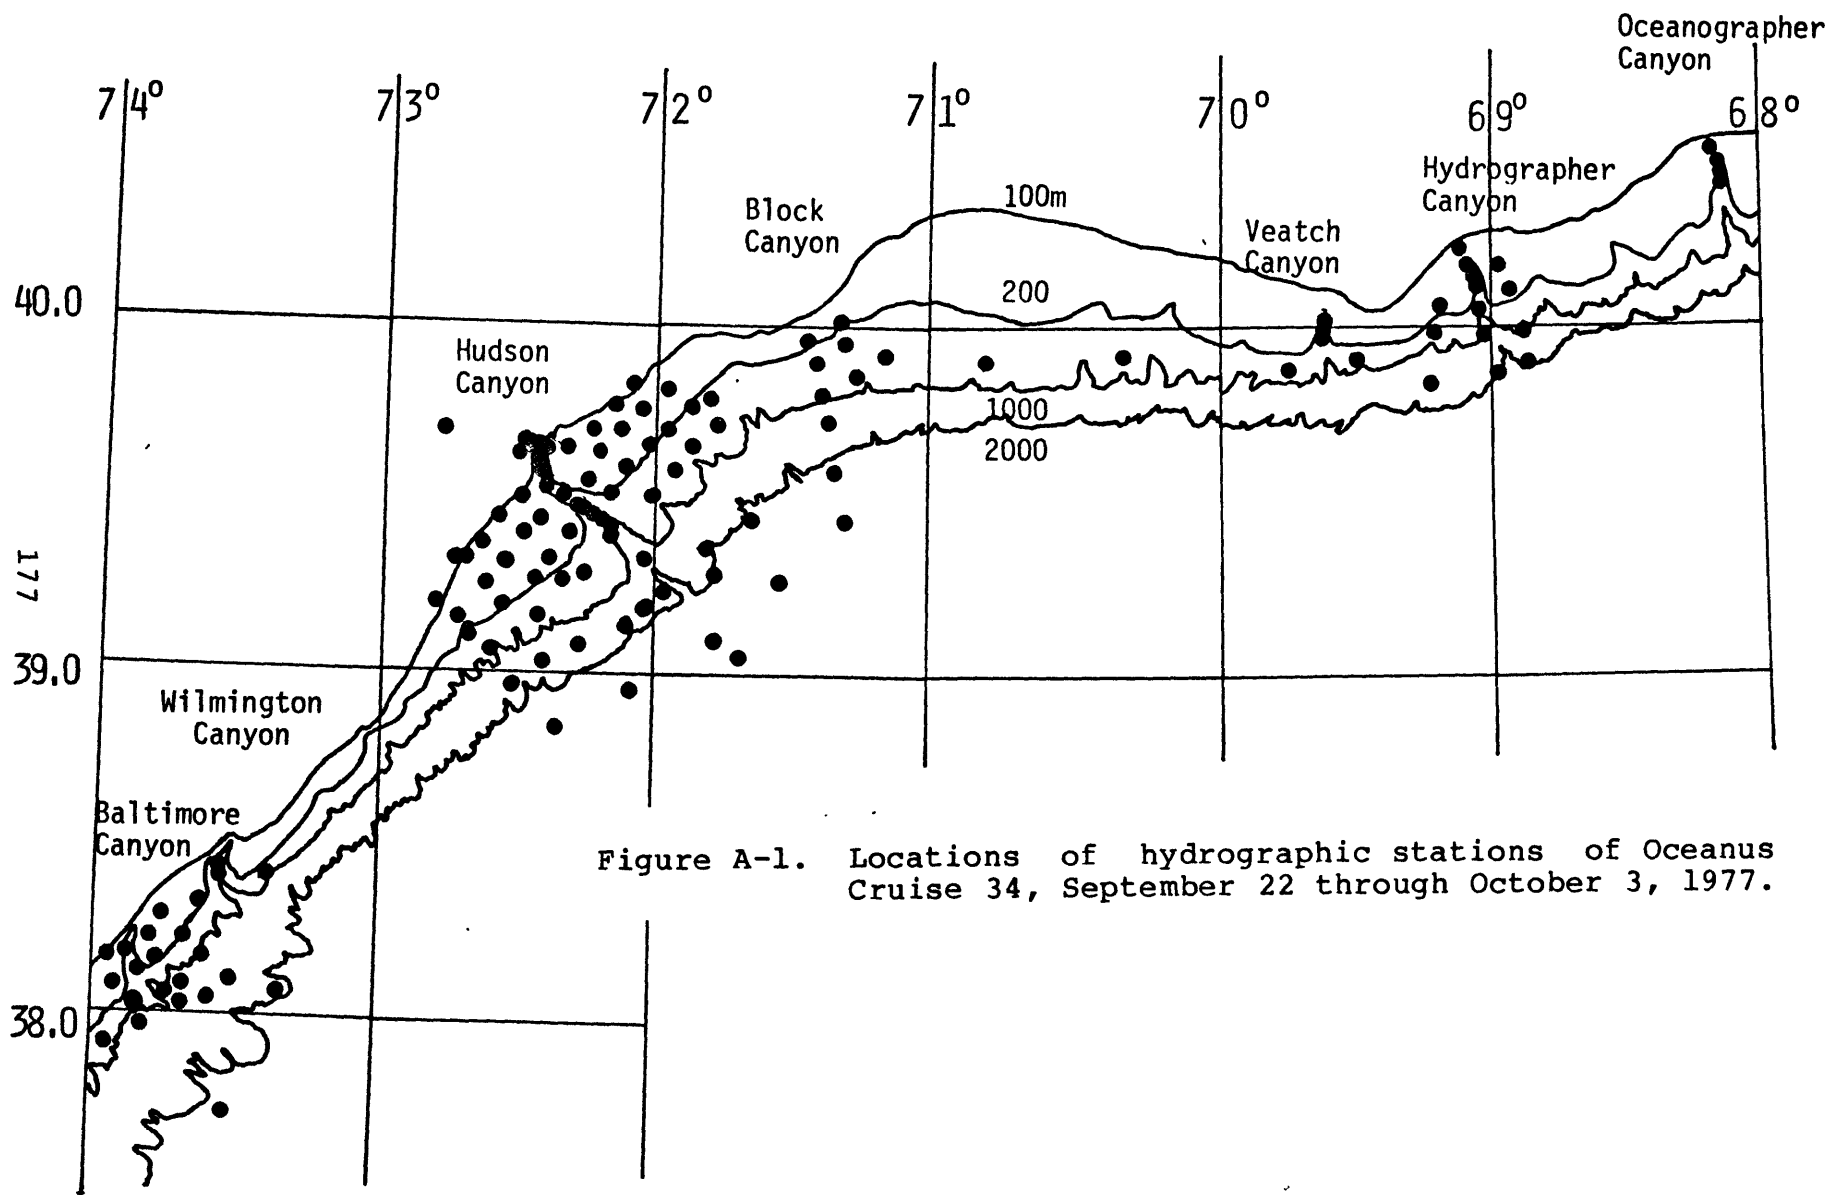 Oceanographer
Canyon
74° 73° 72° 71° 70° 69° 68°
Hydrographer
Canyon
Block
Canyon
100m
Veatch
Canyon
40.0
200
Hudson
Canyon
1000
2000
177
39.0
Wilmington
Canyon
Baltimore
Canyon
Figure A-1. Locations of hydrographic stations of Oceanus
Cruise 34, September 22 through October 3, 1977.
38.0